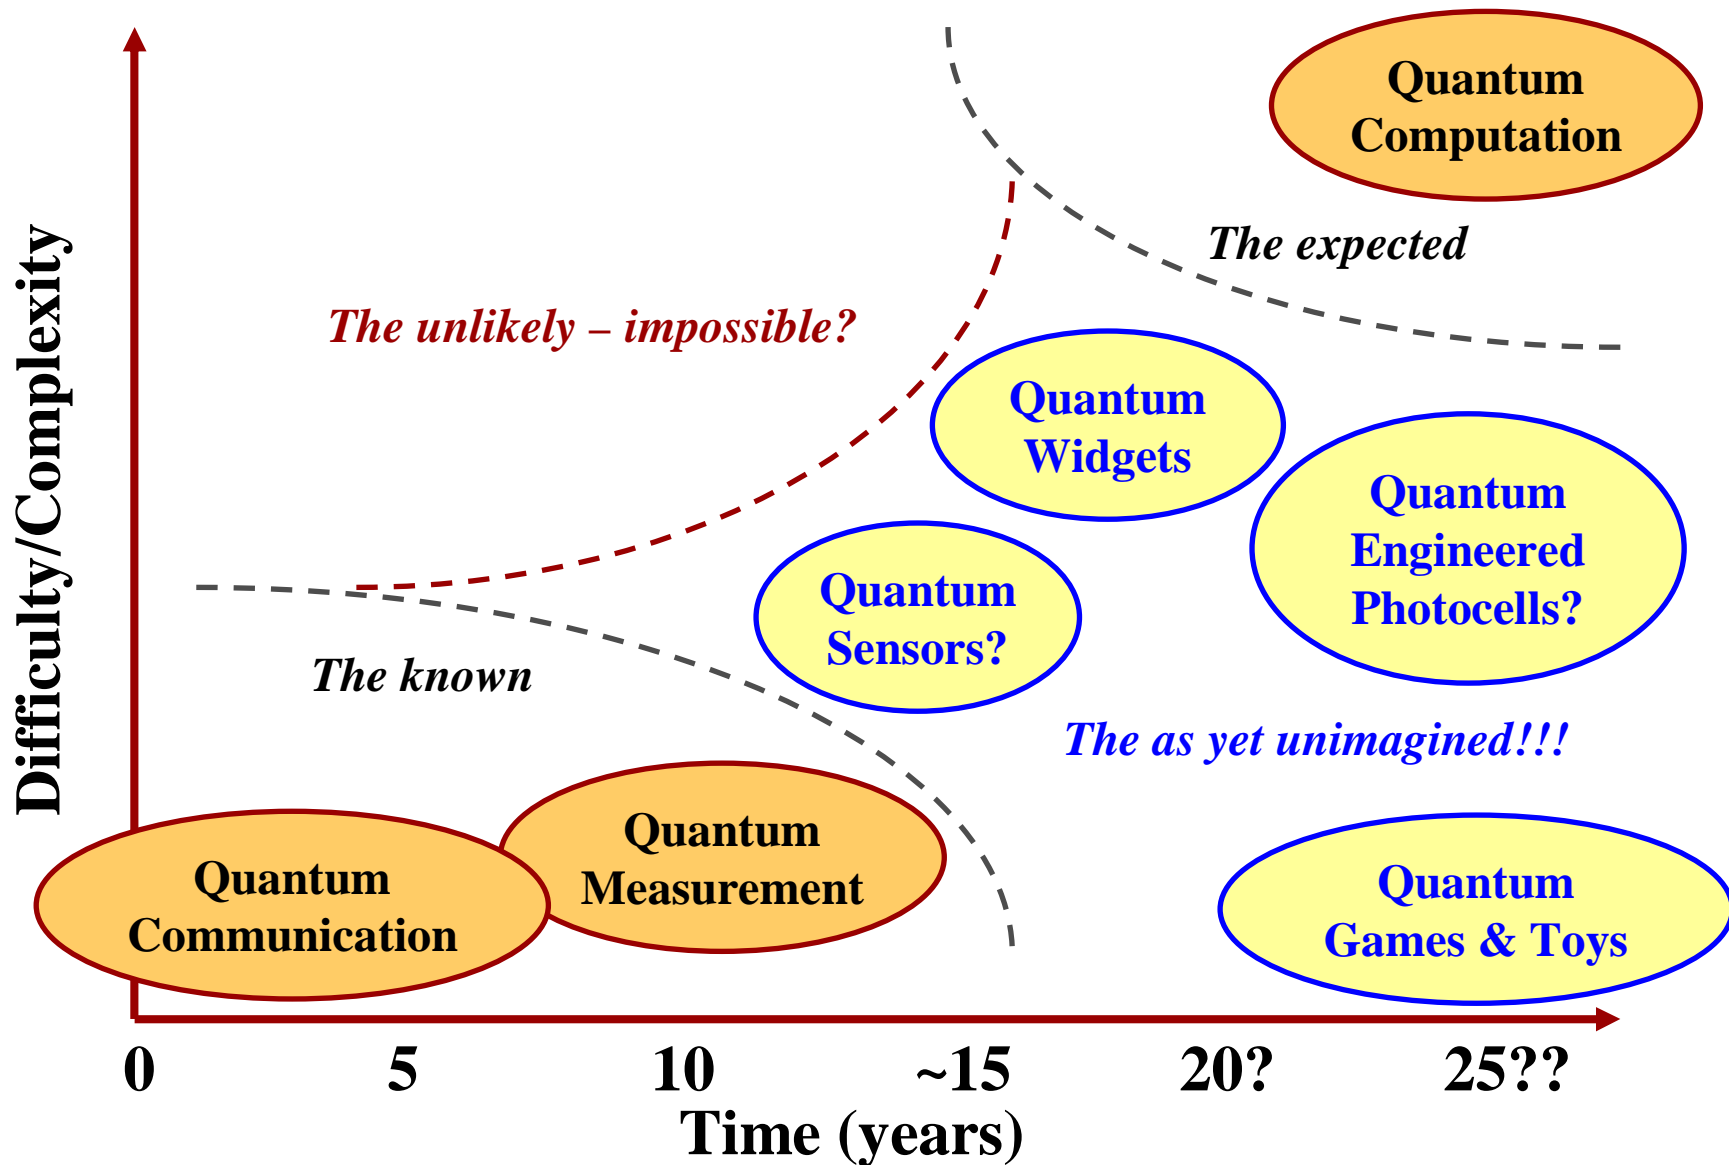 Quantum
Computation
The expected
The unlikely – impossible?
Quantum
Widgets
Quantum
Engineered
Photocells?
Quantum
Sensors?
The known
The as yet unimagined!!!
Quantum
Measurement
Quantum
Communication
Quantum
Games & Toys
Difficulty/Complexity
0 5 10 ~15 20? 25??
Time (years)